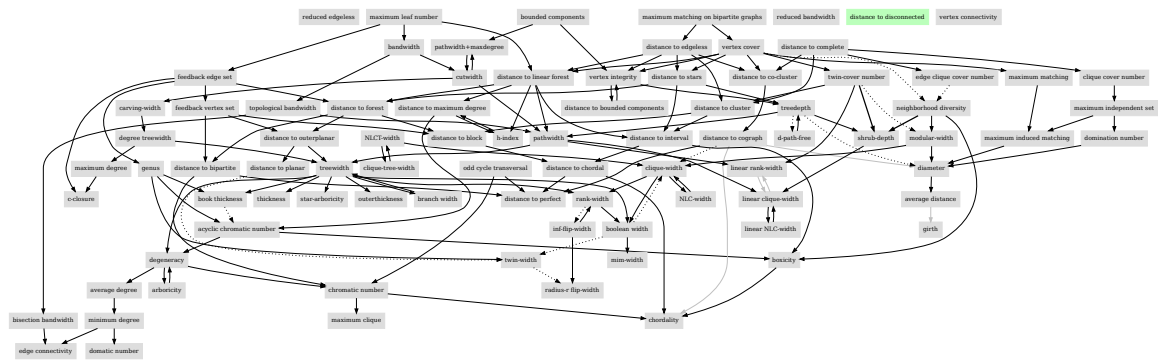 reduced edgeless
maximum leaf number
bounded components
maximum matching on bipartite graphs
reduced bandwidth
distance to disconnected
vertex connectivity
bandwidth
pathwidth+maxdegree
distance to edgeless
vertex cover
distance to complete
feedback edge set
cutwidth
distance to linear forest
vertex integrity
distance to stars
distance to co-cluster
twin-cover number
edge clique cover number
maximum matching
clique cover number
carving-width
feedback vertex set
topological bandwidth
distance to forest
distance to maximum degree
distance to bounded components
distance to cluster
treedepth
neighborhood diversity
maximum independent set
degree treewidth
distance to outerplanar
NLCT-width
distance to block
h-index
pathwidth
distance to interval
distance to cograph
d-path-free
shrub-depth
modular-width
maximum induced matching
domination number
maximum degree
genus
distance to bipartite
distance to planar
treewidth
clique-tree-width
odd cycle transversal
distance to chordal
clique-width
linear rank-width
diameter
c-closure
book thickness
thickness
star-arboricity
outerthickness
branch width
distance to perfect
rank-width
NLC-width
linear clique-width
average distance
acyclic chromatic number
inf-flip-width
boolean width
linear NLC-width
girth
degeneracy
twin-width
mim-width
boxicity
average degree
arboricity
chromatic number
radius-r flip-width
bisection bandwidth
minimum degree
maximum clique
chordality
edge connectivity
domatic number